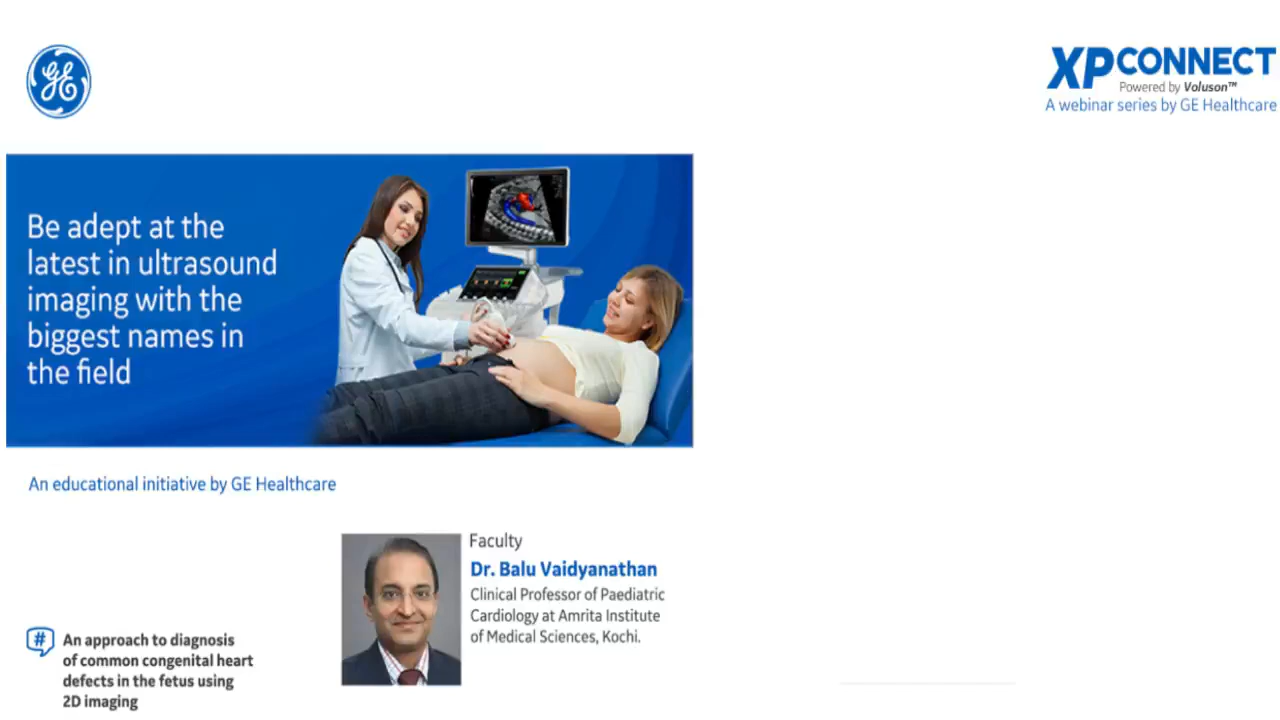 GE
XPCONNECT
Powered by Voluson™
A webinar series by GE Healthcare
Be adept at the
latest in ultrasound
imaging with the
biggest names in
the field
An educational initiative by GE Healthcare
Faculty
Dr. Balu Vaidyanathan
Clinical Professor of Paediatric
Cardiology at Amrita Institute
of Medical Sciences, Kochi.
# An approach to diagnosis
of common congenital heart
defects in the fetus using
2D imaging